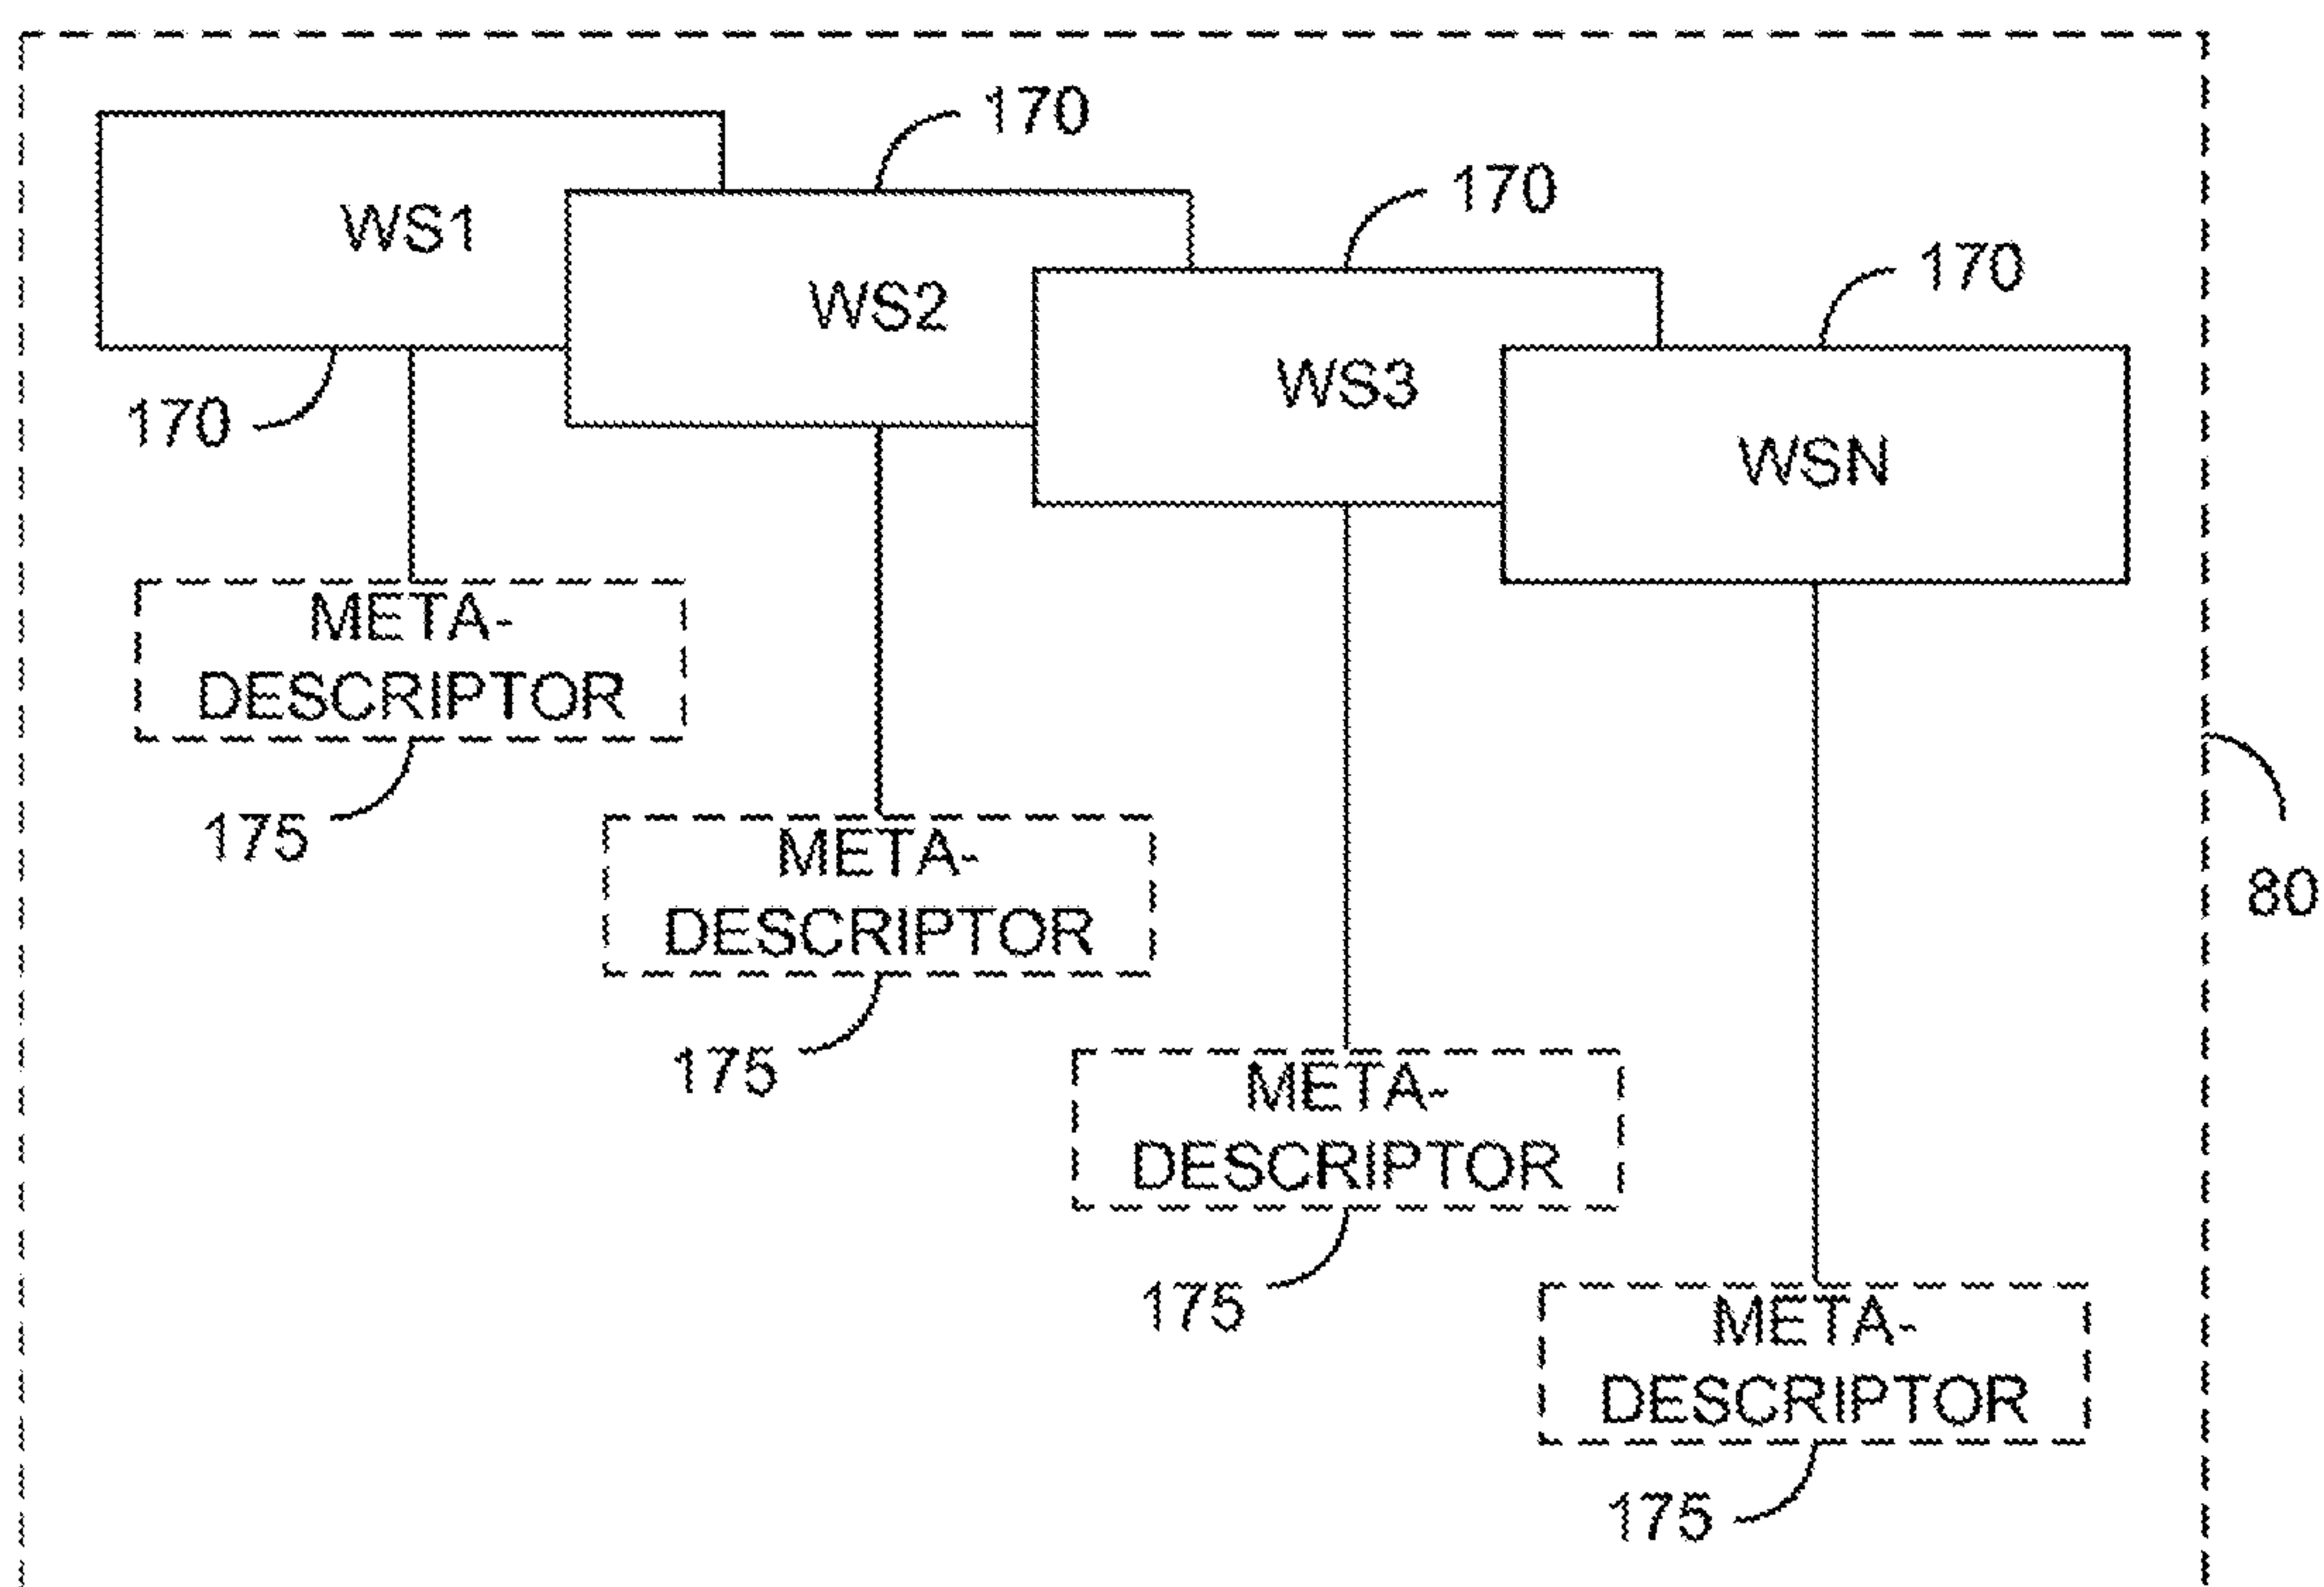 170
WS1
170
WS2
170
WS3
170
WSN
170
META-
DESCRIPTOR
175
META-
DESCRIPTOR
80
175
META-
DESCRIPTOR
175
META-
DESCRIPTOR
175